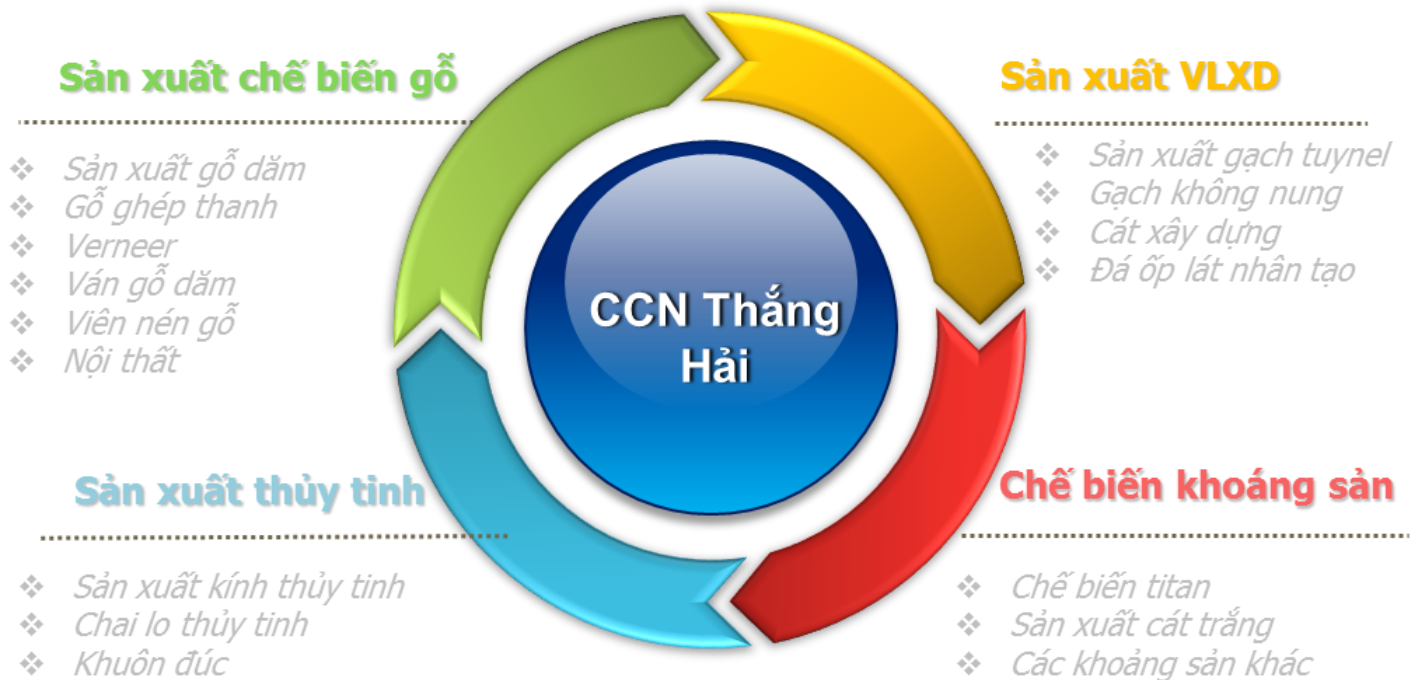 Sản xuất chế biến gỗ
❖ Sản xuất gỗ dăm
❖ Gỗ ghép thanh
❖ Verneer
❖ Ván gỗ dăm
❖ Viên nén gỗ
❖ Nội thất
Sản xuất VLXD
❖ Sản xuất gạch tuynel
❖ Gạch không nung
❖ Cát xây dựng
❖ Đá ốp lát nhân tạo
CCN Thắng
Hải
Sản xuất thủy tinh
❖ Sản xuất kính thủy tinh
❖ Chai lo thủy tinh
❖ Khuôn đúc
Chế biến khoáng sản
❖ Chế biến titan
❖ Sản xuất cát trắng
❖ Các khoảng sản khác